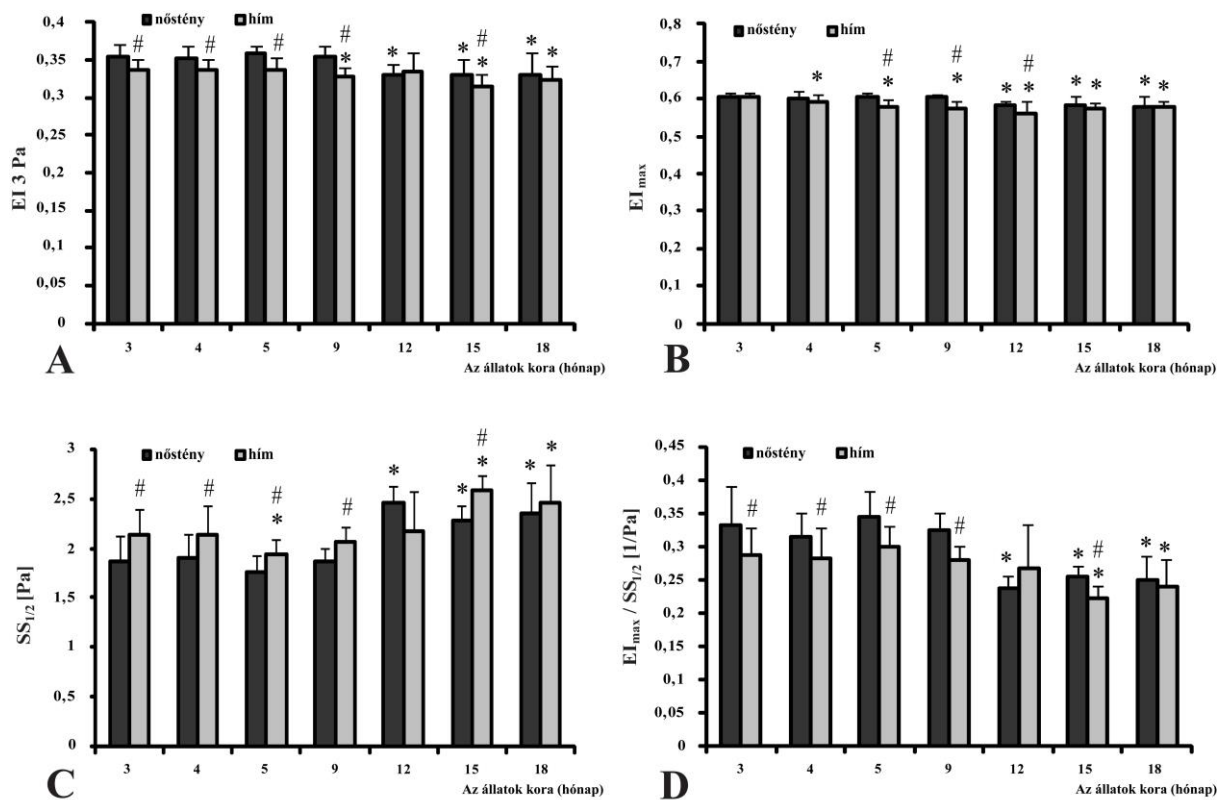 nőstény hím
0,4
0,35
0,3
0,25
0,2
0,15
0,1
0,05
0
EI 3 Pa
# # # # * * # * * *
3 4 5 9 12 15 18
Az állatok kora (hónap)
A
nőstény hím
0,8
0,7
0,6
0,5
0,4
0,3
0,2
0,1
0
EImax
* # * # * * # * * * * *
3 4 5 9 12 15 18
Az állatok kora (hónap)
B
nőstény hím
3
2,5
2
1,5
1
0,5
0
SS1/2 [Pa]
# # # * # * * # * * *
3 4 5 9 12 15 18
Az állatok kora (hónap)
C
nőstény hím
0,45
0,4
0,35
0,3
0,25
0,2
0,15
0,1
0,05
0
EImax / SS1/2 [1/Pa]
# # # # * * # * * *
3 4 5 9 12 15 18
Az állatok kora (hónap)
D